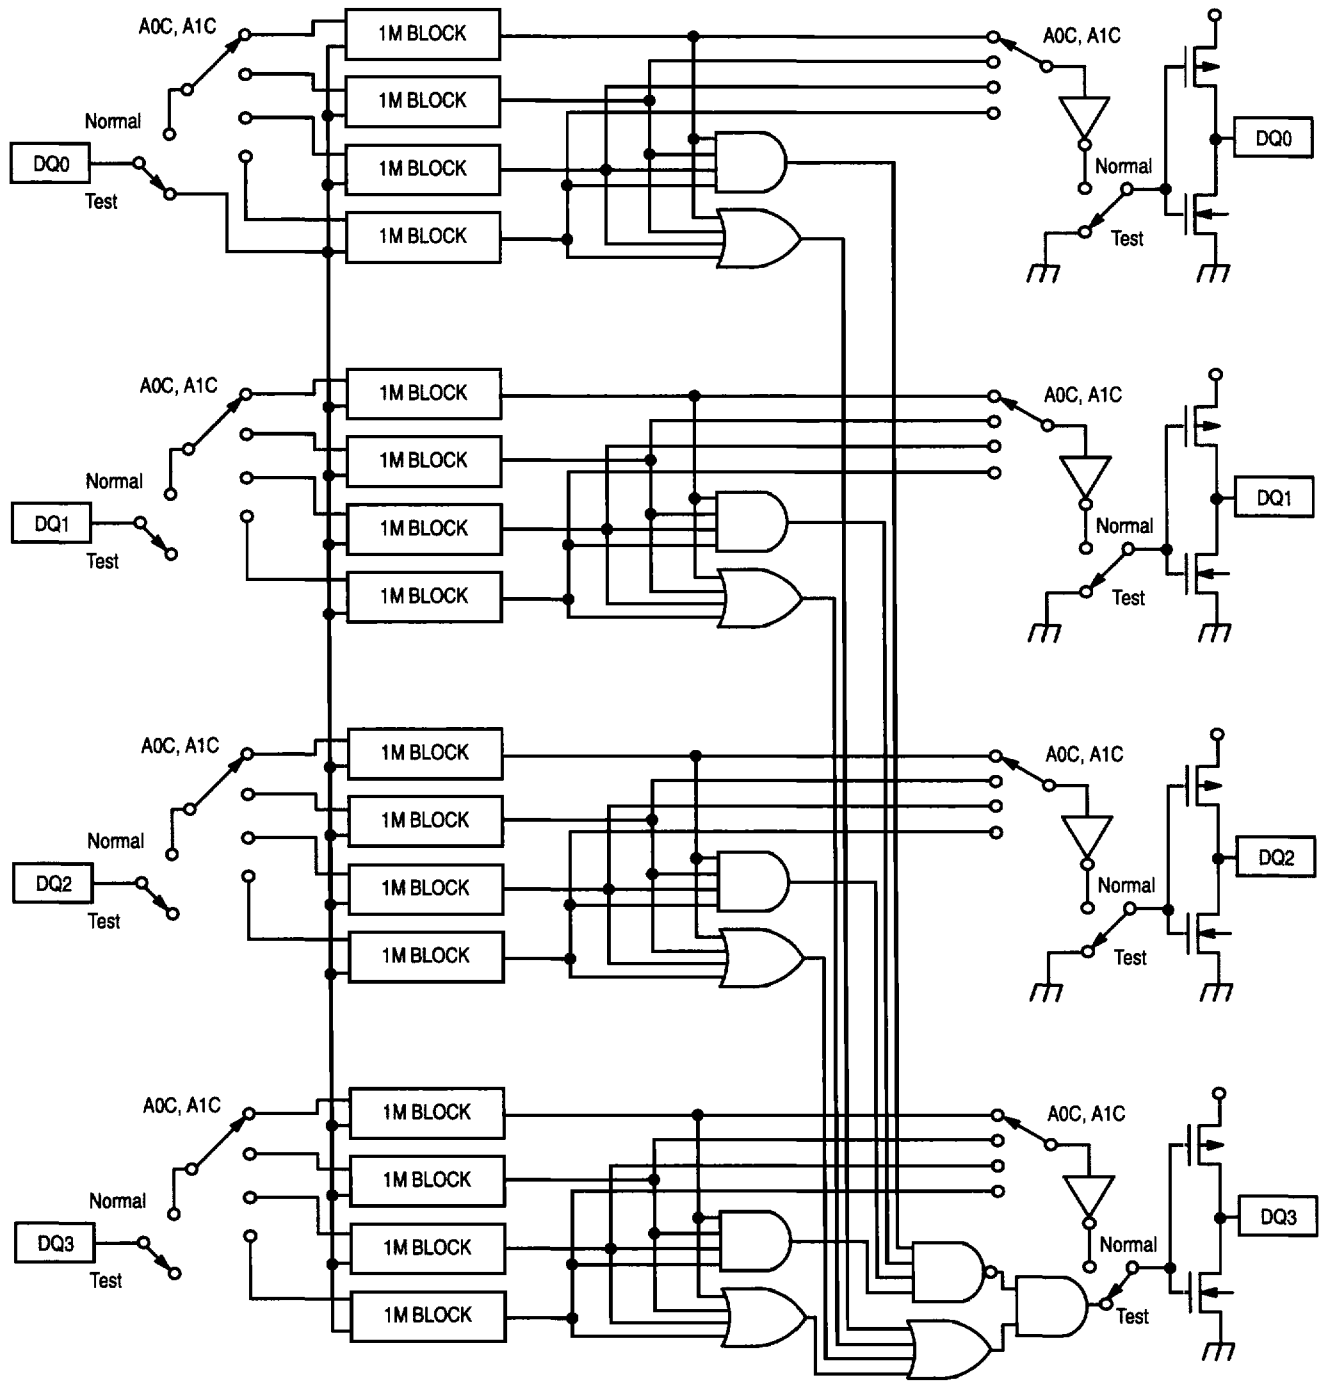 A0C, A1C
1M BLOCK
A0C, A1C
1M BLOCK
Normal
DQ0
1M BLOCK
Normal
DQ0
Test
1M BLOCK
Test
A0C, A1C
1M BLOCK
A0C, A1C
1M BLOCK
Normal
DQ1
1M BLOCK
Normal
DQ1
Test
1M BLOCK
Test
A0C, A1C
1M BLOCK
A0C, A1C
1M BLOCK
Normal
DQ2
1M BLOCK
Normal
DQ2
Test
1M BLOCK
Test
A0C, A1C
1M BLOCK
A0C, A1C
1M BLOCK
Normal
DQ3
1M BLOCK
Normal
DQ3
Test
1M BLOCK
Test